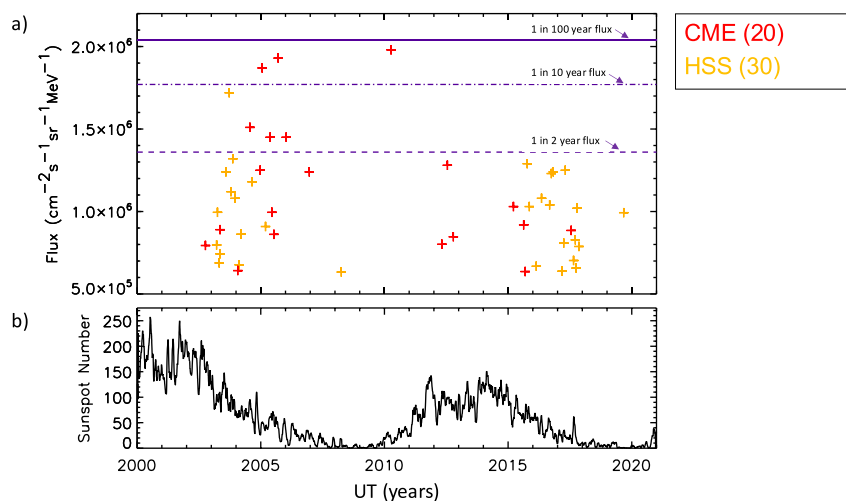 a)
Flux (cm−2s−1sr−1MeV−1)
2.0×10⁶
1.5×10⁶
1.0×10⁶
5.0×10⁵
1 in 100 year flux
1 in 10 year flux
1 in 2 year flux
CME (20)
HSS (30)
b)
Sunspot Number
250
200
150
100
50
0
2000 2005 2010 2015 2020
UT (years)